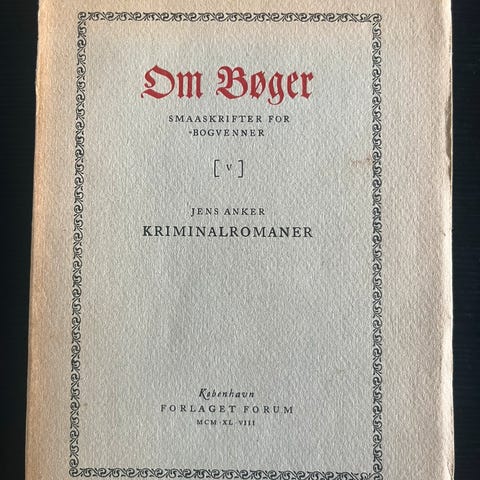 Om Bøger
SMAASKRIFTER FOR
BOGVENNER
[V]
JENS ANKER
KRIMINALROMANER
København
FORLAGET FORUM
MCM·XL·VIII